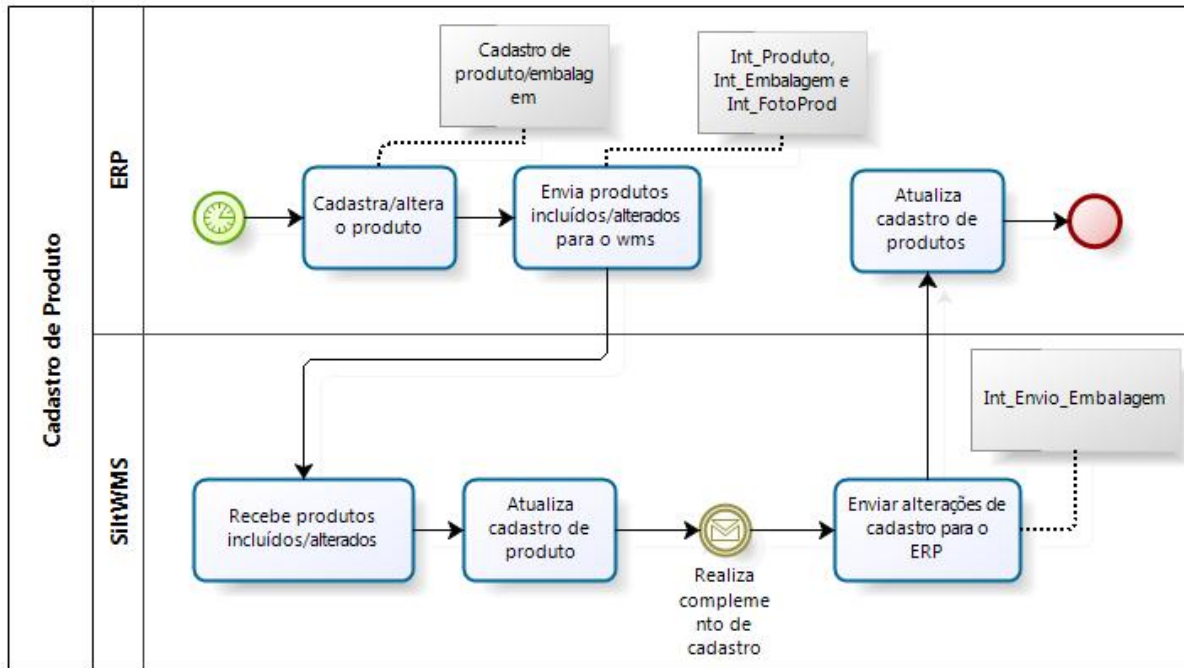 Cadastro de Produto
ERP
Cadastro de
produto/embalag
em
Int_Produto,
Int_Embalagem e
Int_FotoProd
Cadastra/altera
o produto
Envia produtos
incluídos/alterados
para o wms
Atualiza
cadastro de
produtos
SiltWMS
Int_Envio_Embalagem
Recebe produtos
incluídos/alterados
Atualiza
cadastro de
produto
Realiza
compleme
nto de
cadastro
Enviar alterações de
cadastro para o
ERP